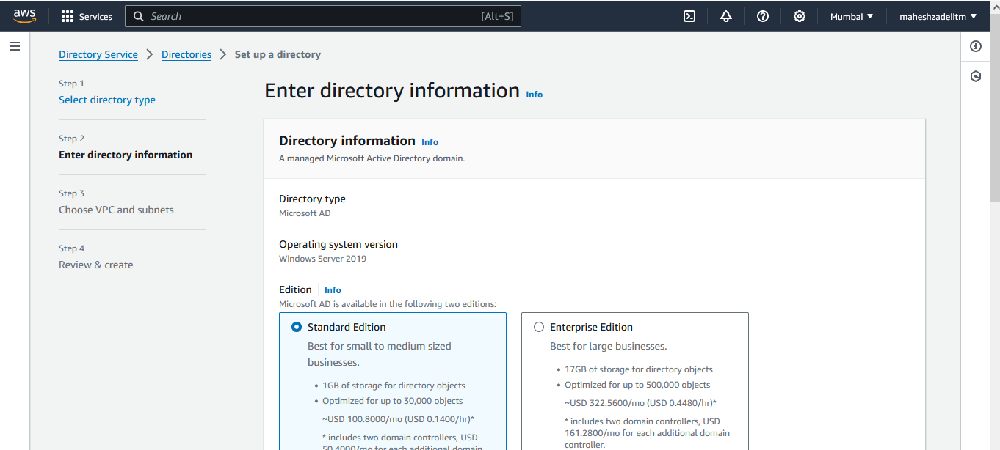 aws
Services
Search
[Alt+S]
Mumbai
maheshzadeiitm
Directory Service
Directories
Set up a directory
Step 1
Select directory type
Step 2
Enter directory information
Step 3
Choose VPC and subnets
Step 4
Review & create
Enter directory information Info
Directory information Info
A managed Microsoft Active Directory domain.
Directory type
Microsoft AD
Operating system version
Windows Server 2019
Edition Info
Microsoft AD is available in the following two editions:
Standard Edition
Best for small to medium sized
businesses.
• 1GB of storage for directory objects
• Optimized for up to 30,000 objects
~USD 100.8000/mo (USD 0.1400/hr)*
* includes two domain controllers, USD
50.4000/mo for each additional domain
Enterprise Edition
Best for large businesses.
• 17GB of storage for directory objects
• Optimized for up to 500,000 objects
~USD 322.5600/mo (USD 0.4480/hr)*
* includes two domain controllers, USD
161.2800/mo for each additional domain
controller.